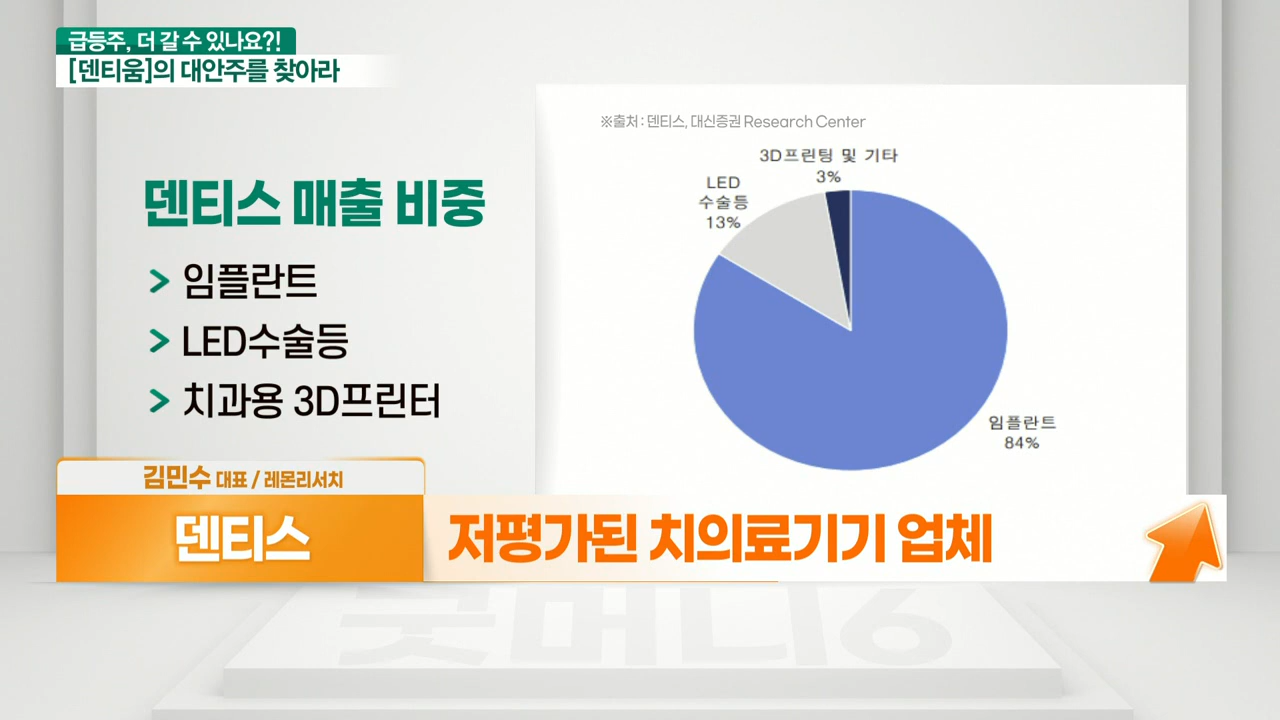 급등주, 더 갈 수 있나요?!
[덴티움]의 대안주를 찾아라
※출처 : 덴티스, 대신증권 Research Center
덴티스 매출 비중
> 임플란트
> LED수술등
> 치과용 3D프린터
3D프린팅 및 기타
3%
LED
수술등
13%
임플란트
84%
김민수 대표 / 레몬리서치
덴티스
저평가된 치의료기기 업체
굿머니6